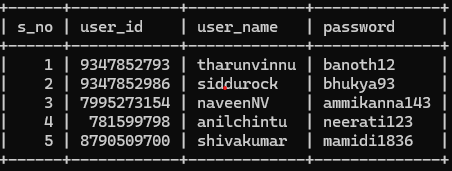 | s_no | user_id | user_name | password |
| 1 | 9347852793 | tharunvinnu | banoth12 |
| 2 | 9347852986 | siddurock | bhukya93 |
| 3 | 7995273154 | naveenNV | ammikanna143 |
| 4 | 781599798 | anilchintu | neerati123 |
| 5 | 8790509700 | shivakumar | mamidi1836 |